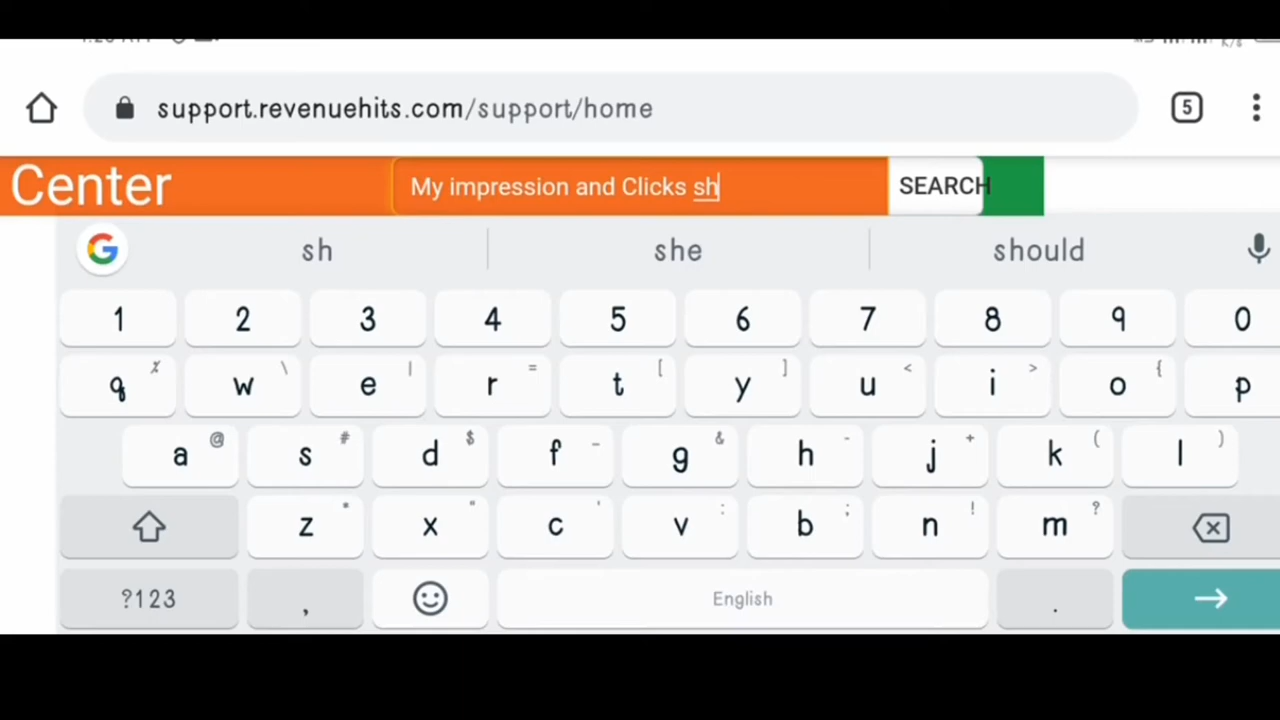 support.revenuehits.com/support/home
5
Center
My impression and Clicks sh
SEARCH
G
sh she should
1 2 3 4 5 6 7 8 9 0
q % w \ e | r = t [ y ] u < i > o { p
a @ s # d $ f _ g & h - j + k ( l )
z * x " c ' v : b ; n ! m ?
?123 , English .